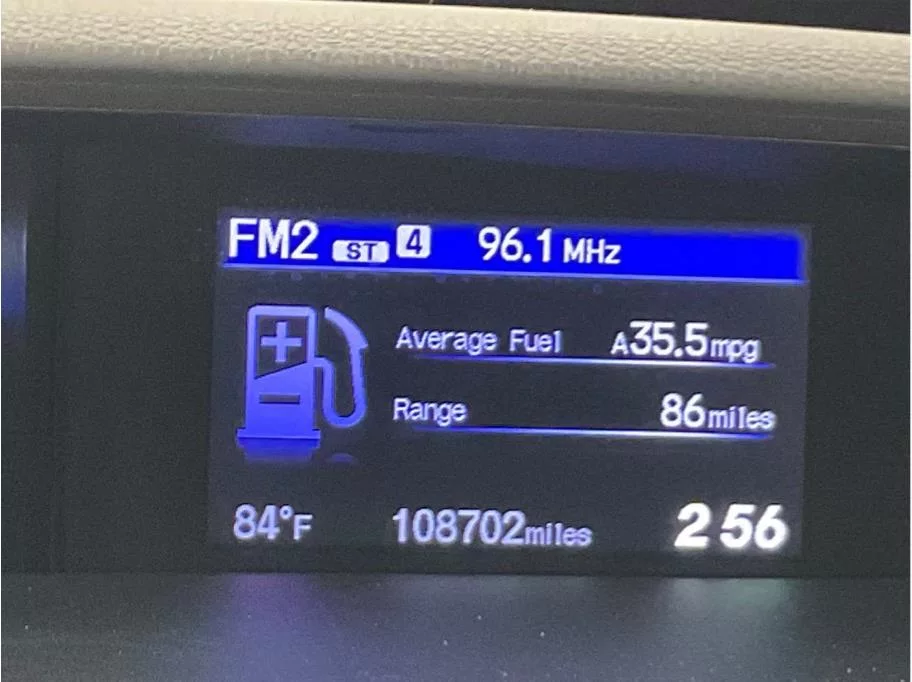 FM2 ST 4 96.1 MHz
Average Fuel A35.5mpg
Range 86miles
84°F 108702miles 2 56